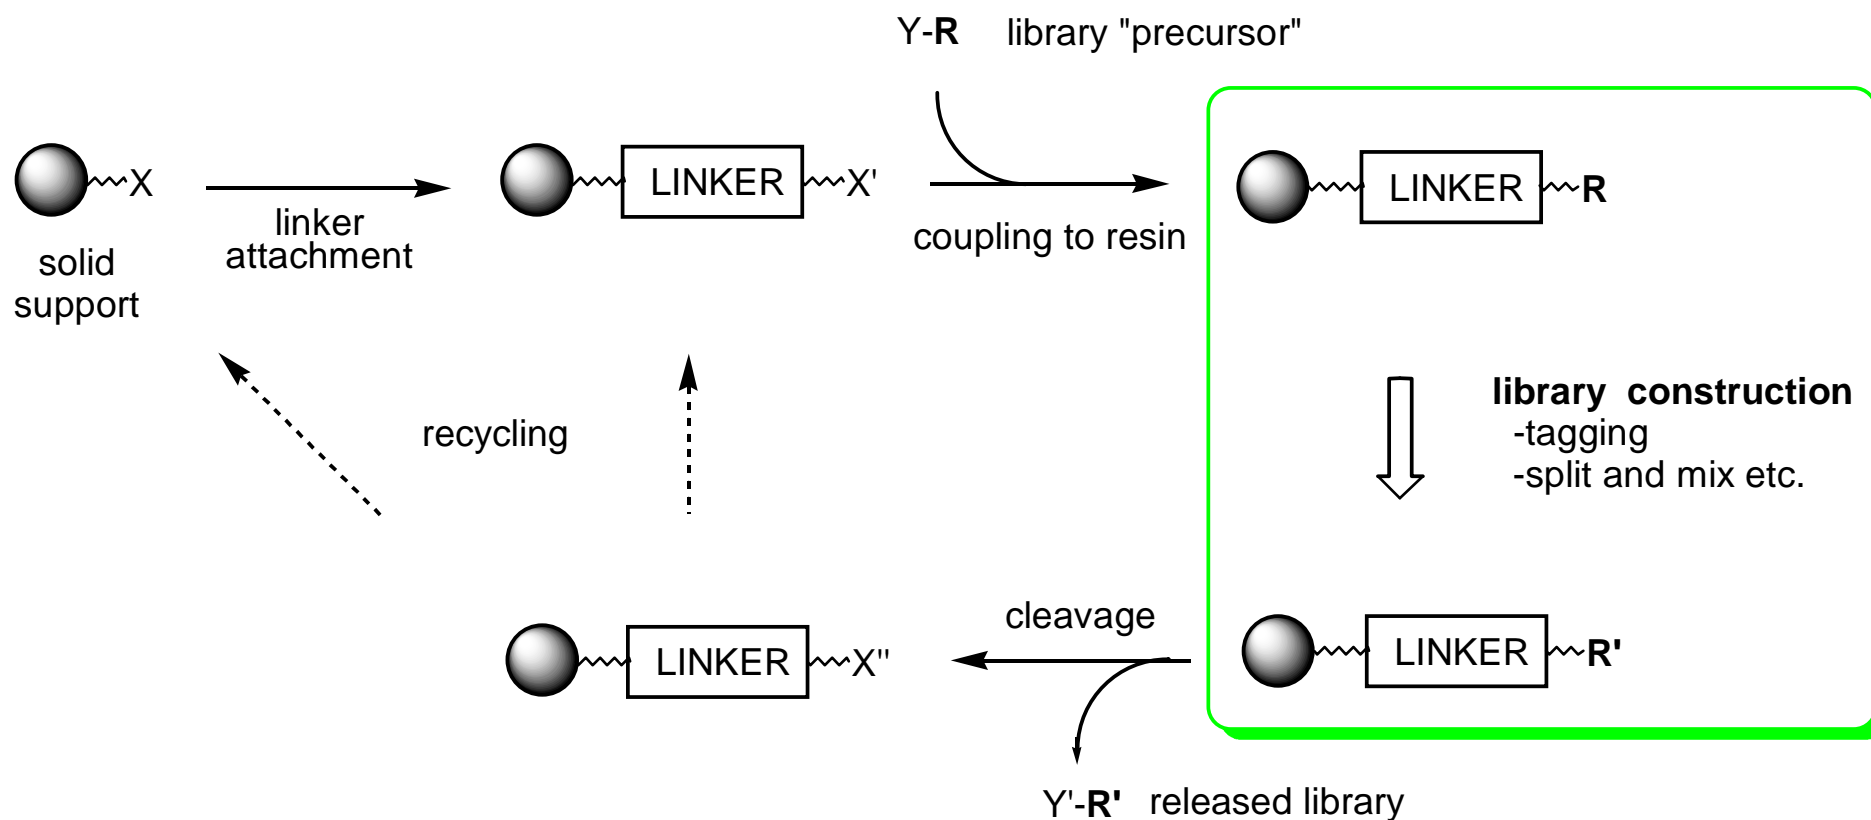 Y-R library "precursor"
X
LINKER
X'
LINKER
R
linker
attachment
coupling to resin
solid
support
library construction
-tagging
-split and mix etc.
recycling
cleavage
LINKER
X"
LINKER
R'
Y'-R' released library